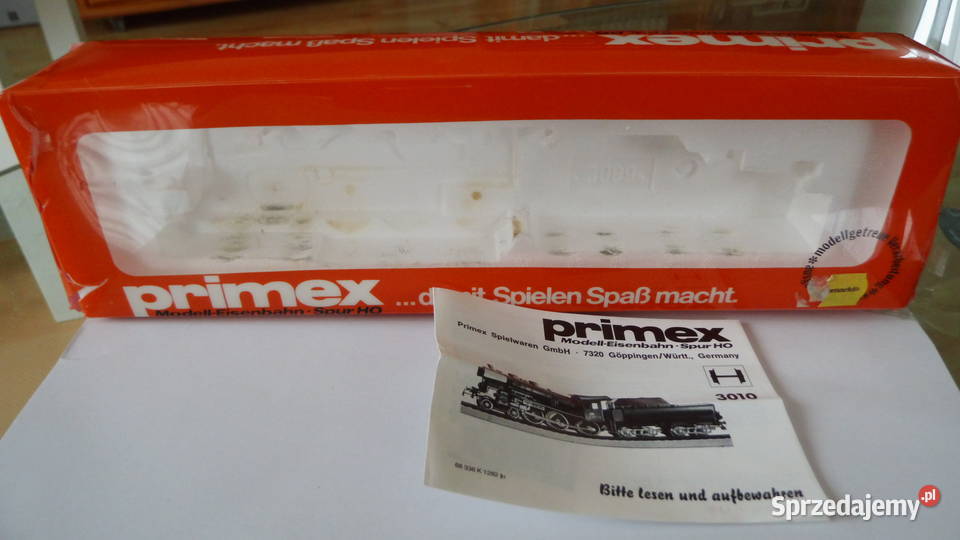 ...damit Spielen Spaß macht. primex
primex ...damit Spielen Spaß macht.
Modell-Eisenbahn · Spur HO
primex
Modell-Eisenbahn · Spur HO
Primex Spielwaren GmbH · 7320 Göppingen/Württ., Germany
3010
Bitte lesen und aufbewahren
Sprzedajemy.pl